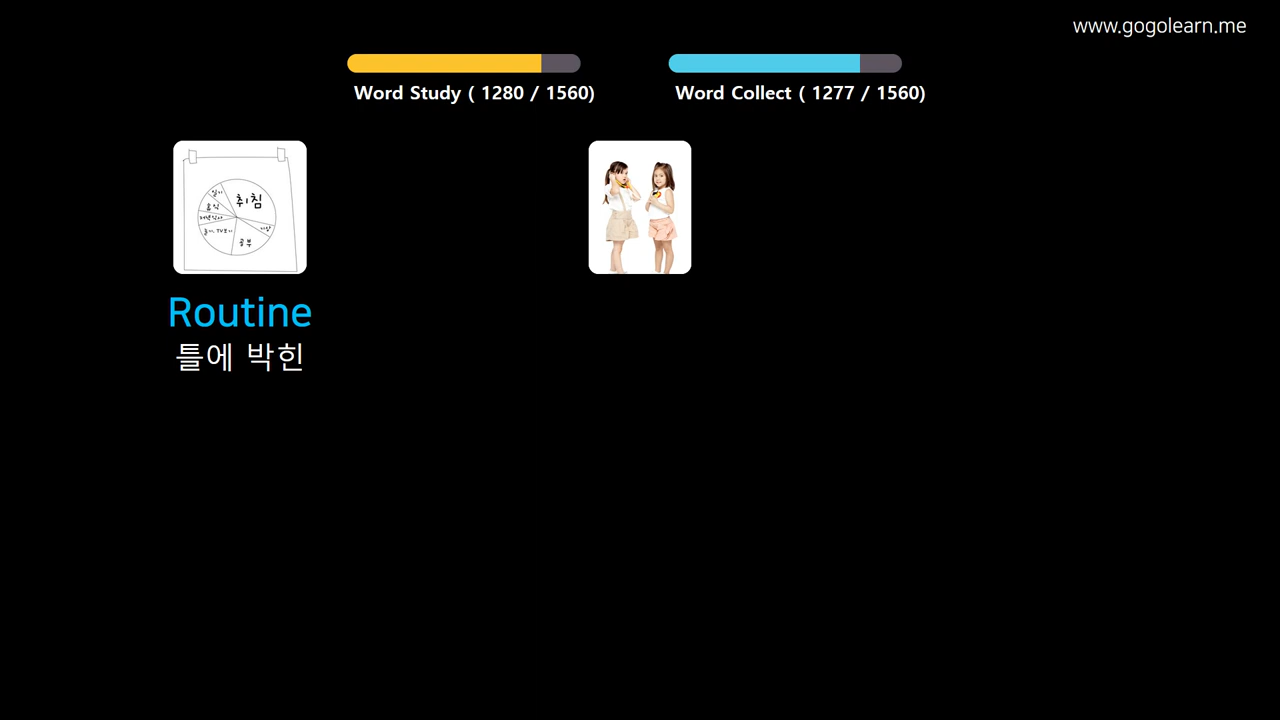 www.gogolearn.me
Word Study ( 1280 / 1560)
Word Collect ( 1277 / 1560)
취침
공부
Routine
틀에 박힌